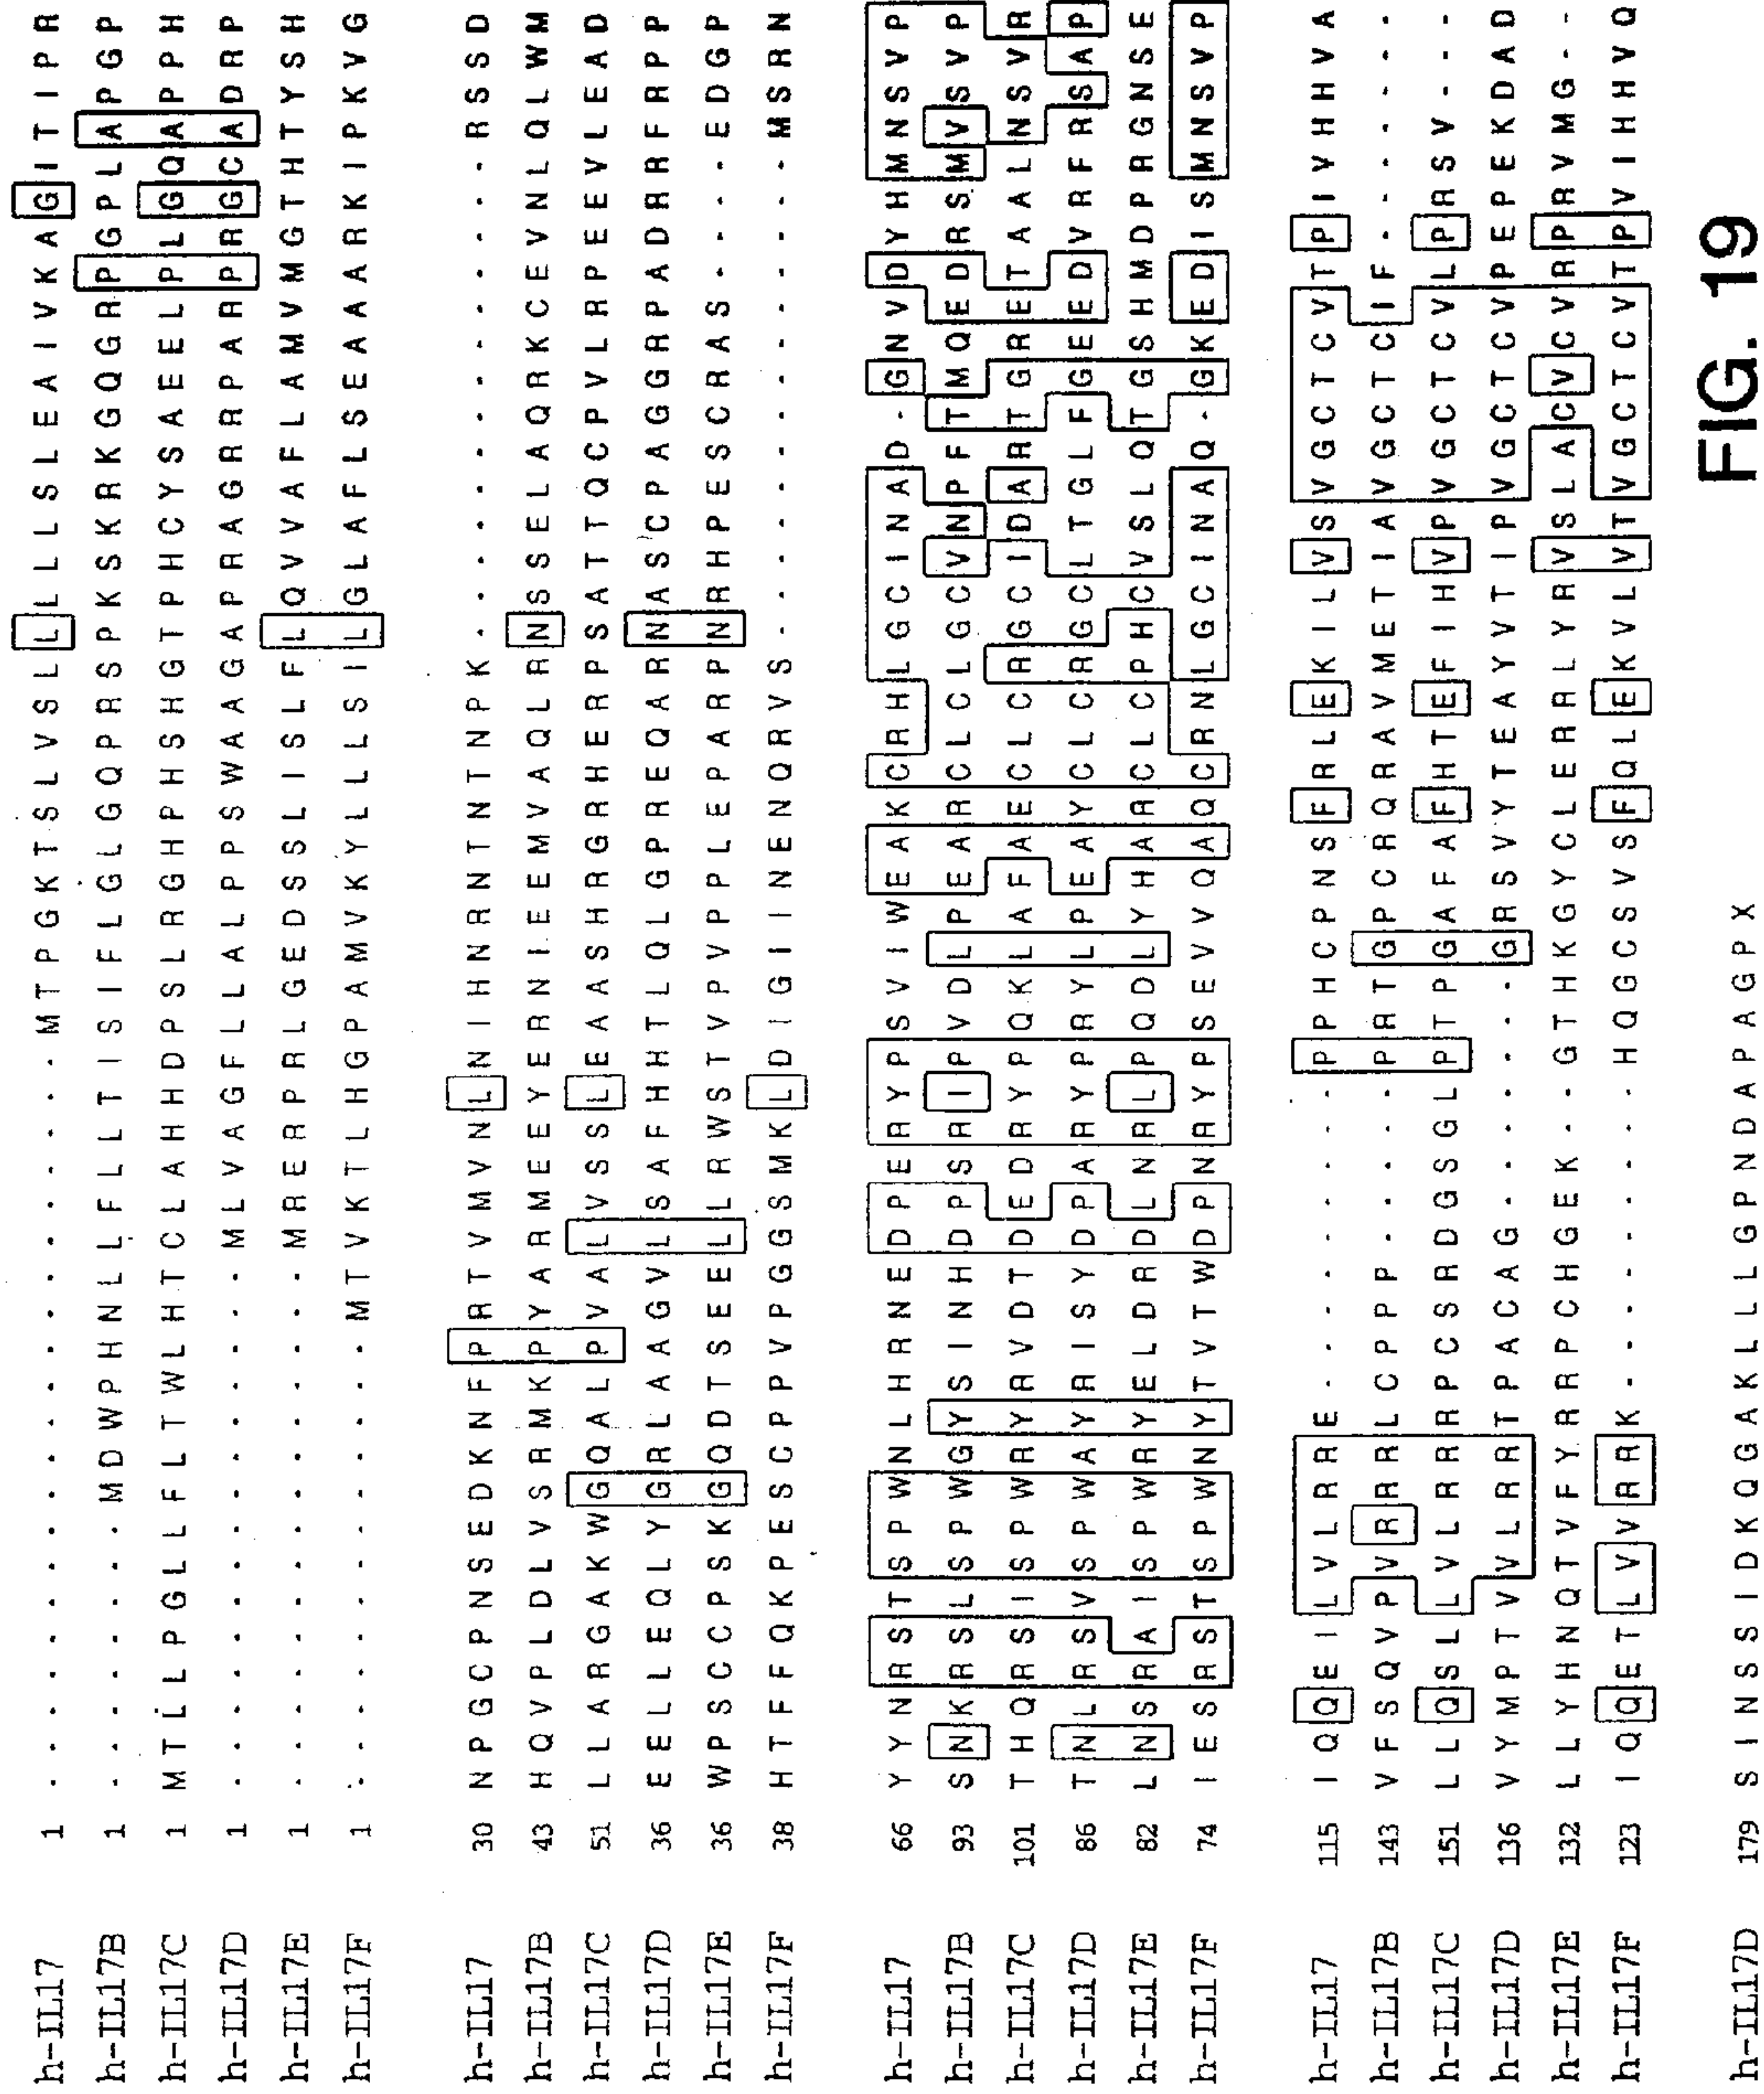 h-IL17 1 . . . . . . . . . . . . . . . . . . . . . M T P G K T S L V S L L L L L S L E A I V K A G I T I P R
h-IL17B 1 . . . . . . . . M D W P H N L L F L L T I S I F L G L G Q P R S P K S K R K G Q G R P G P L A P G P
h-IL17C 1 M T L L P G L L F L T W L H T C L A H H D P S L R G H P H S H G T P H C Y S A E E L P L G Q A P P H
h-IL17D 1 . . . . . . . . . . . . . . . M L V A G F L L A L P P S W A A G A P R A G R R P A R P R G C A D R P
h-IL17E 1 . . . . . . . . . . . . . . . M R E R P R L G E D S S L I S L F L Q V V A F L A M V M G T H T Y S H
h-IL17F 1 . . . . . . . . . . . . . M T V K T L H G P A M V K Y L L L S I L G L A F L S E A A A R K I P K V G
h-IL17 30 N P G C P N S E D K N F P R T V M V N L N I H N R N T N T N P K . . . . . . . . . . . . . . R S S D
h-IL17B 43 H Q V P L D L V S R M K P Y A R M E E Y E R N I E E M V A Q L R N S S E L A Q R K C E V N L Q L W M
h-IL17C 51 L L A R G A K W G Q A L P V A L V S S L E A A S H R G R H E R P S A T T Q C P V L R P E E V L E A D
h-IL17D 36 E E L L E Q L Y G R L A A G V L S A F H H T L Q L G P R E Q A R N A S C P A G G R P A D R R F R P P
h-IL17E 36 W P S C C P S K G Q D T S E E L L R W S T V P V P P L E P A R P N R H P E S C R A S . . . . E D G P
h-IL17F 38 H T F F Q K P E S C P P V P G G S M K L D I G I I N E N Q R V S . . . . . . . . . . . . . . M S R N
h-IL17 66 Y Y N R S T S P W N L H R N E D P E R Y P S V I W E A K C R H L G C I N A D . G N V D Y H M N S V P
h-IL17B 93 S N K R S L S P W G Y S I N H D P S R I P V D L P E A R C L C L G C V N P F T M Q E D R S M V S V P
h-IL17C 101 T H Q R S I S P W R Y R V D T D E D R Y P Q K L A F A E C L C R G C I D A R T G R E T A A L N S V R
h-IL17D 86 T N L R S V S P W A Y R I S Y D P A R Y P R Y L P E A Y C L C R G C L T G L F G E E D V R F R S A P
h-IL17E 82 L N S R A I S P W R Y E L D R D L N R L P Q D L Y H A R C L C P H C V S L Q T G S H M D P R G N S E
h-IL17F 74 I E S R S T S P W N Y T V T W D P N R Y P S E V V Q A Q C R N L G C I N A Q . G K E D I S M N S V P
h-IL17 115 I Q Q E I L V L R R E . . . . . . . . . P P H C P N S F R L E K I L V S V G C T C V T P I V H H V A
h-IL17B 143 V F S Q V P V R R R L C P P P . . . . . P R T G P C R Q R A V M E T I A V G C T C I F . . . . . . .
h-IL17C 151 L L Q S L L V L R R R P C S R D G S G L P T P G A F A F H T E F I H V P V G C T C V L P R S V . . .
h-IL17D 136 V Y M P T V V L R R T P A C A G . . . . . . . G R S V Y T E A Y V T I P V G C T C V P E P E K D A D
h-IL17E 132 L L Y H N Q T V F Y R R P C H G E K . . G T H K G Y C L E R R L Y R V S L A C V C V R P R V M G . .
h-IL17F 123 I Q Q E T L V V R R K . . . . . . . . . H Q G C S V S F Q L E K V L V T V G C T C V T P V I H H V Q
h-IL17D 179 S I N S S I D K Q G A K L L L G P N D A P A G P X
FIG. 19